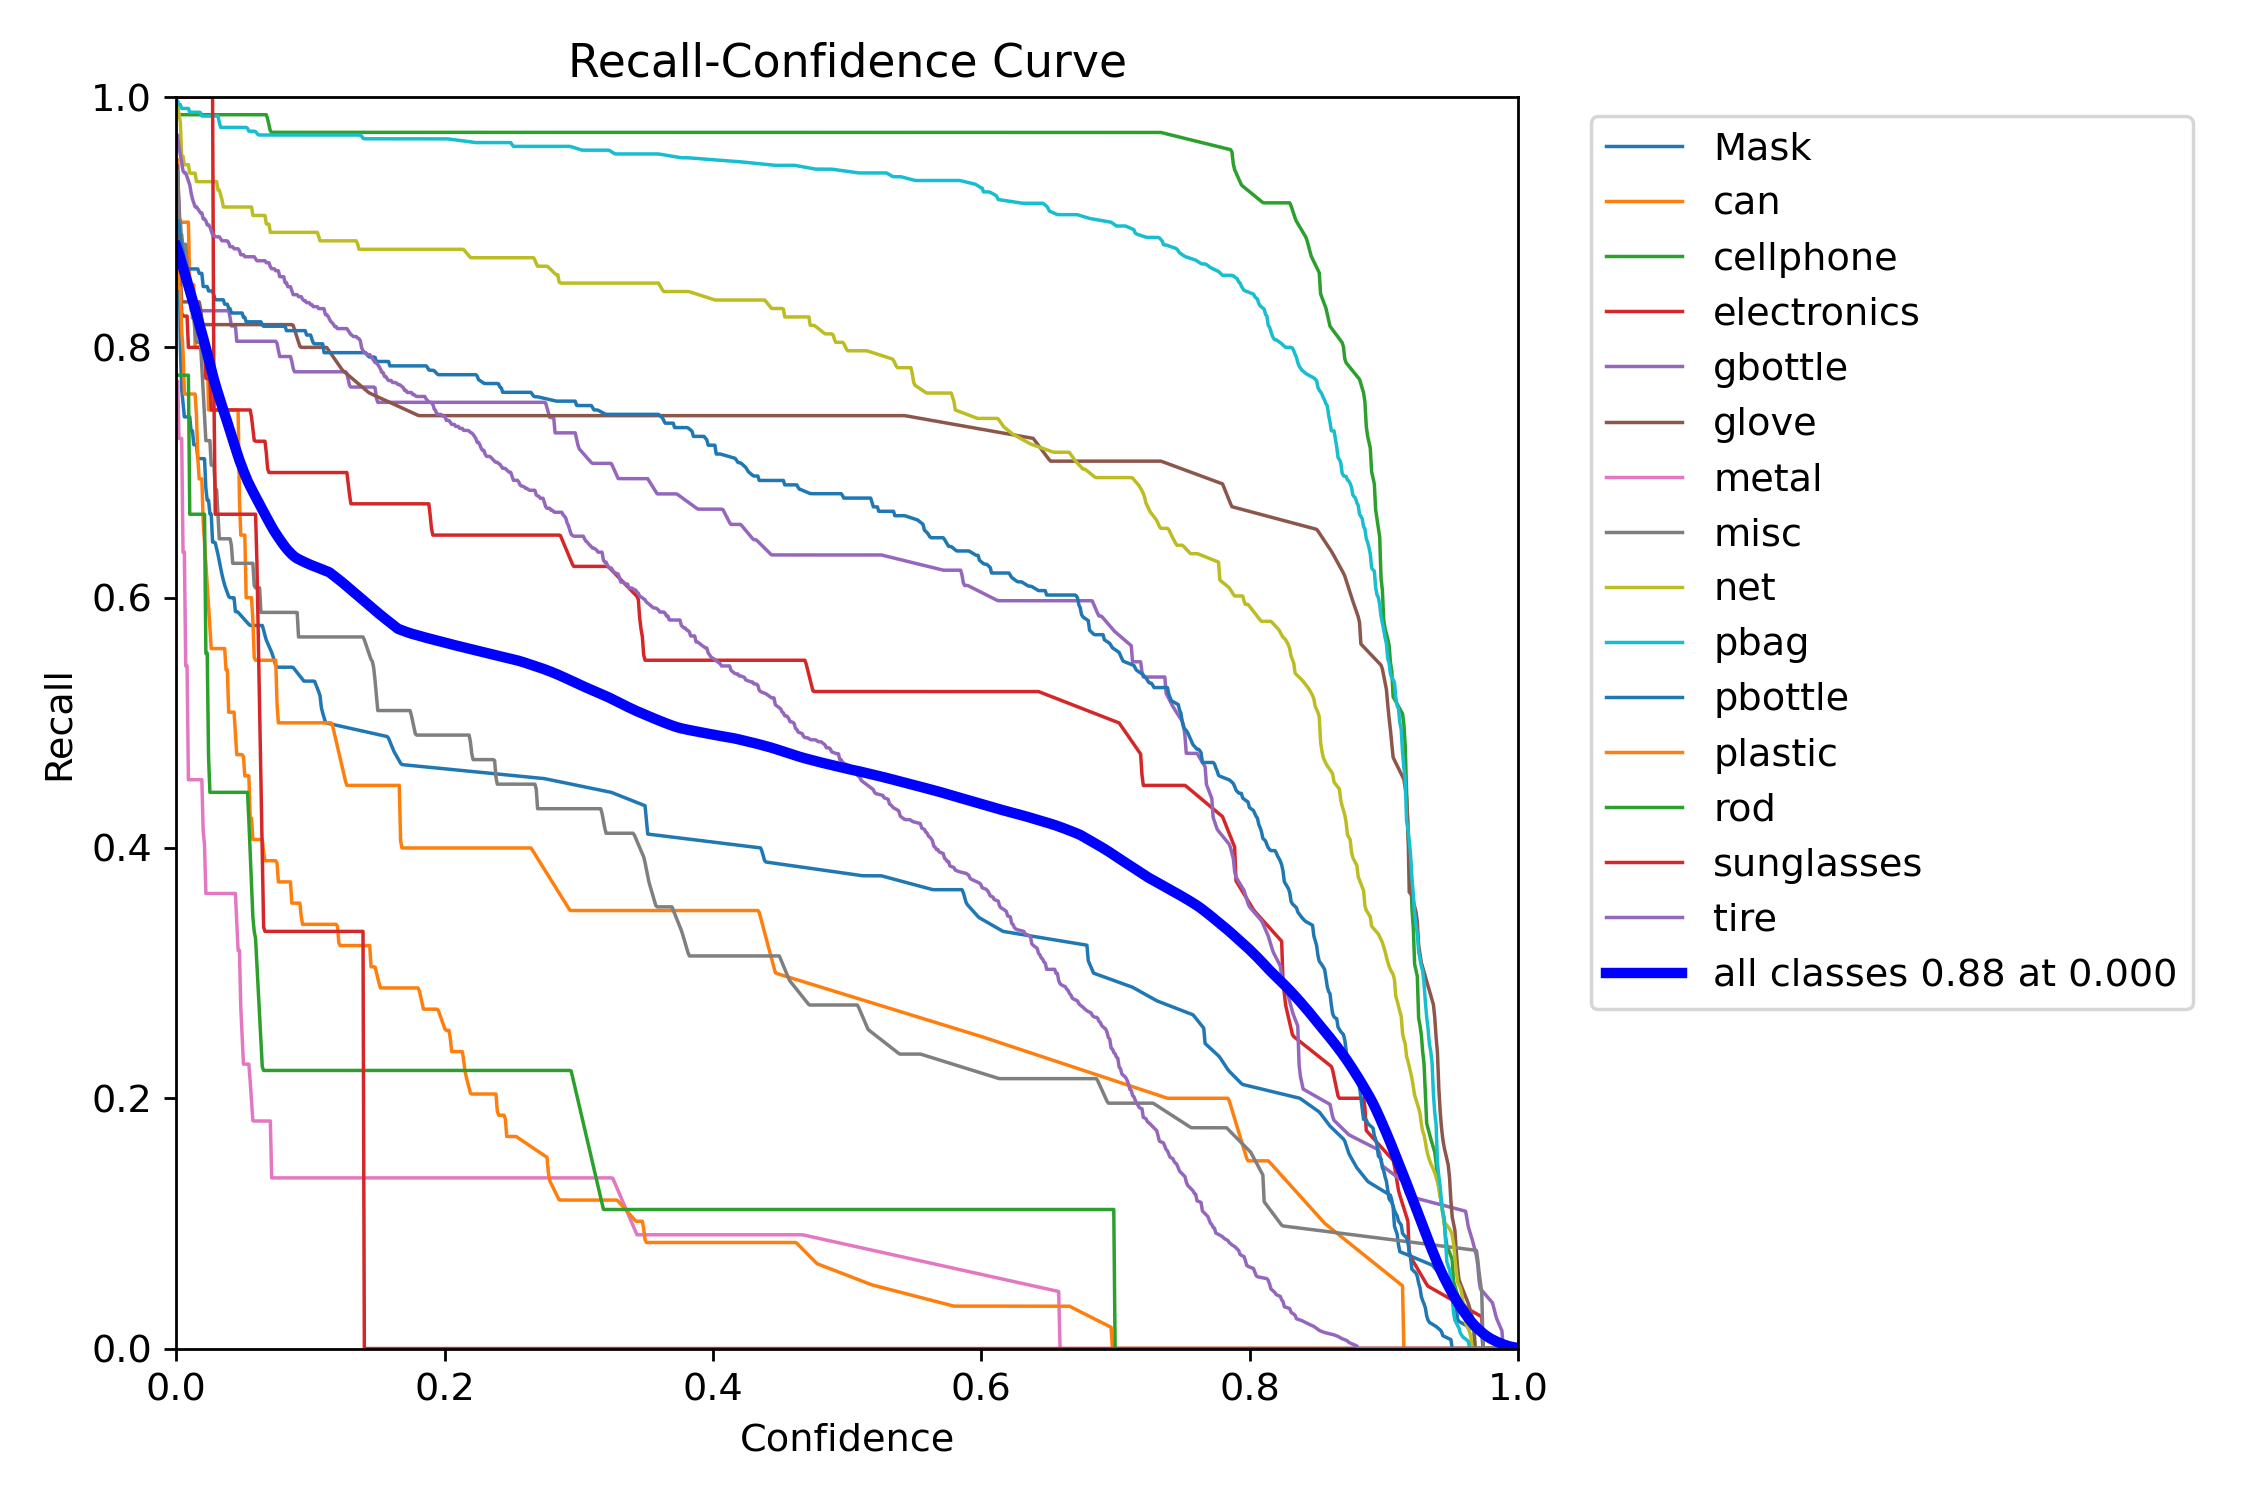 Recall-Confidence Curve
1.0
0.8
0.6
0.4
0.2
0.0
Recall
0.0 0.2 0.4 0.6 0.8 1.0
Confidence
Mask
can
cellphone
electronics
gbottle
glove
metal
misc
net
pbag
pbottle
plastic
rod
sunglasses
tire
all classes 0.88 at 0.000